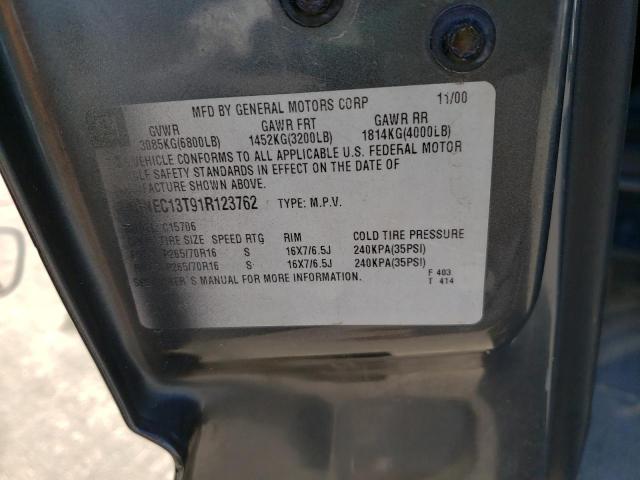 MFD BY GENERAL MOTORS CORP 11/00
GVWR GAWR FRT GAWR RR
3085KG(6800LB) 1452KG(3200LB) 1814KG(4000LB)
VEHICLE CONFORMS TO ALL APPLICABLE U.S. FEDERAL MOTOR
SAFETY STANDARDS IN EFFECT ON THE DATE OF
SHOWN ABOVE.
EC13T91R123762 TYPE: M.P.V.
C15706
TIRE SIZE SPEED RTG RIM COLD TIRE PRESSURE
P265/70R16 S 16X7/6.5J 240KPA(35PSI)
P265/70R16 S 16X7/6.5J 240KPA(35PSI)
MANUAL FOR MORE INFORMATION. F 403
T 414